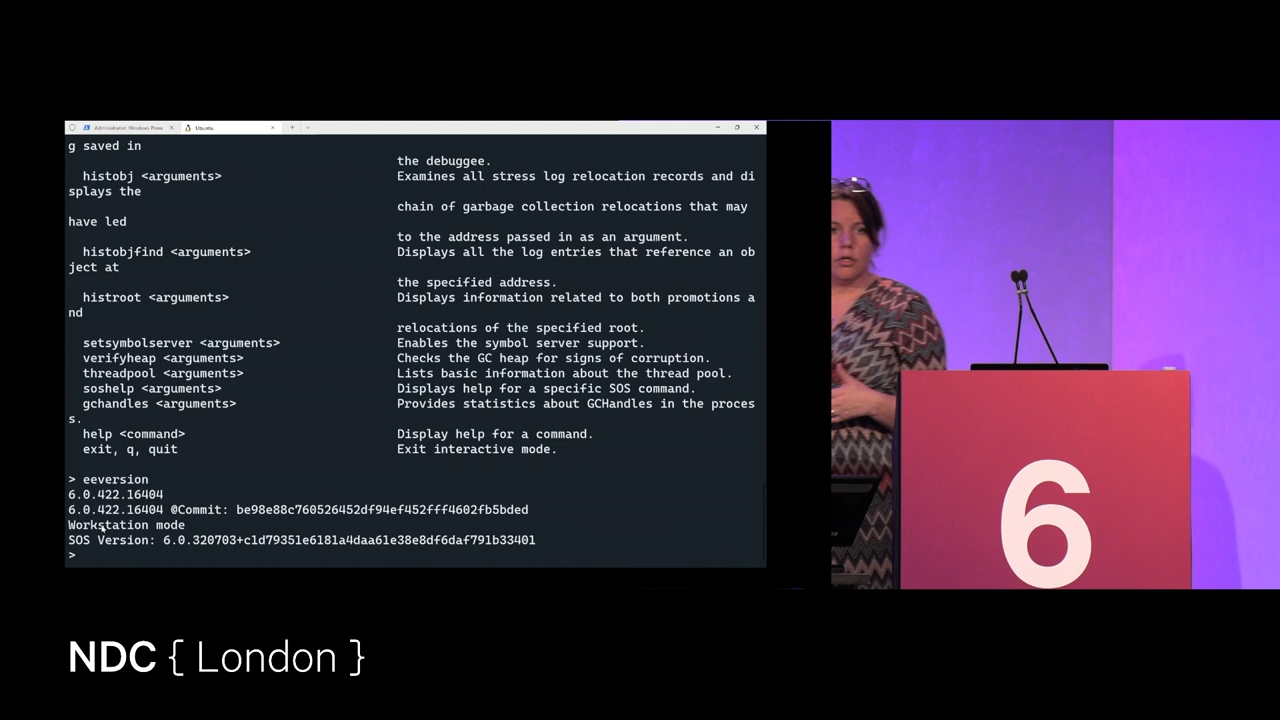 Administrator: Windows Powe
Ubuntu
g saved in
the debuggee.
histobj <arguments> Examines all stress log relocation records and di
splays the
chain of garbage collection relocations that may
have led
to the address passed in as an argument.
histobjfind <arguments> Displays all the log entries that reference an ob
ject at
the specified address.
histroot <arguments> Displays information related to both promotions a
nd
relocations of the specified root.
setsymbolserver <arguments> Enables the symbol server support.
verifyheap <arguments> Checks the GC heap for signs of corruption.
threadpool <arguments> Lists basic information about the thread pool.
soshelp <arguments> Displays help for a specific SOS command.
gchandles <arguments> Provides statistics about GCHandles in the proces
s.
help <command> Display help for a command.
exit, q, quit Exit interactive mode.
> eeversion
6.0.422.16404
6.0.422.16404 @Commit: be98e88c760526452df94ef452fff4602fb5bded
Workstation mode
SOS Version: 6.0.320703+c1d79351e6181a4daa61e38e8df6daf791b33401
>
6
NDC { London }